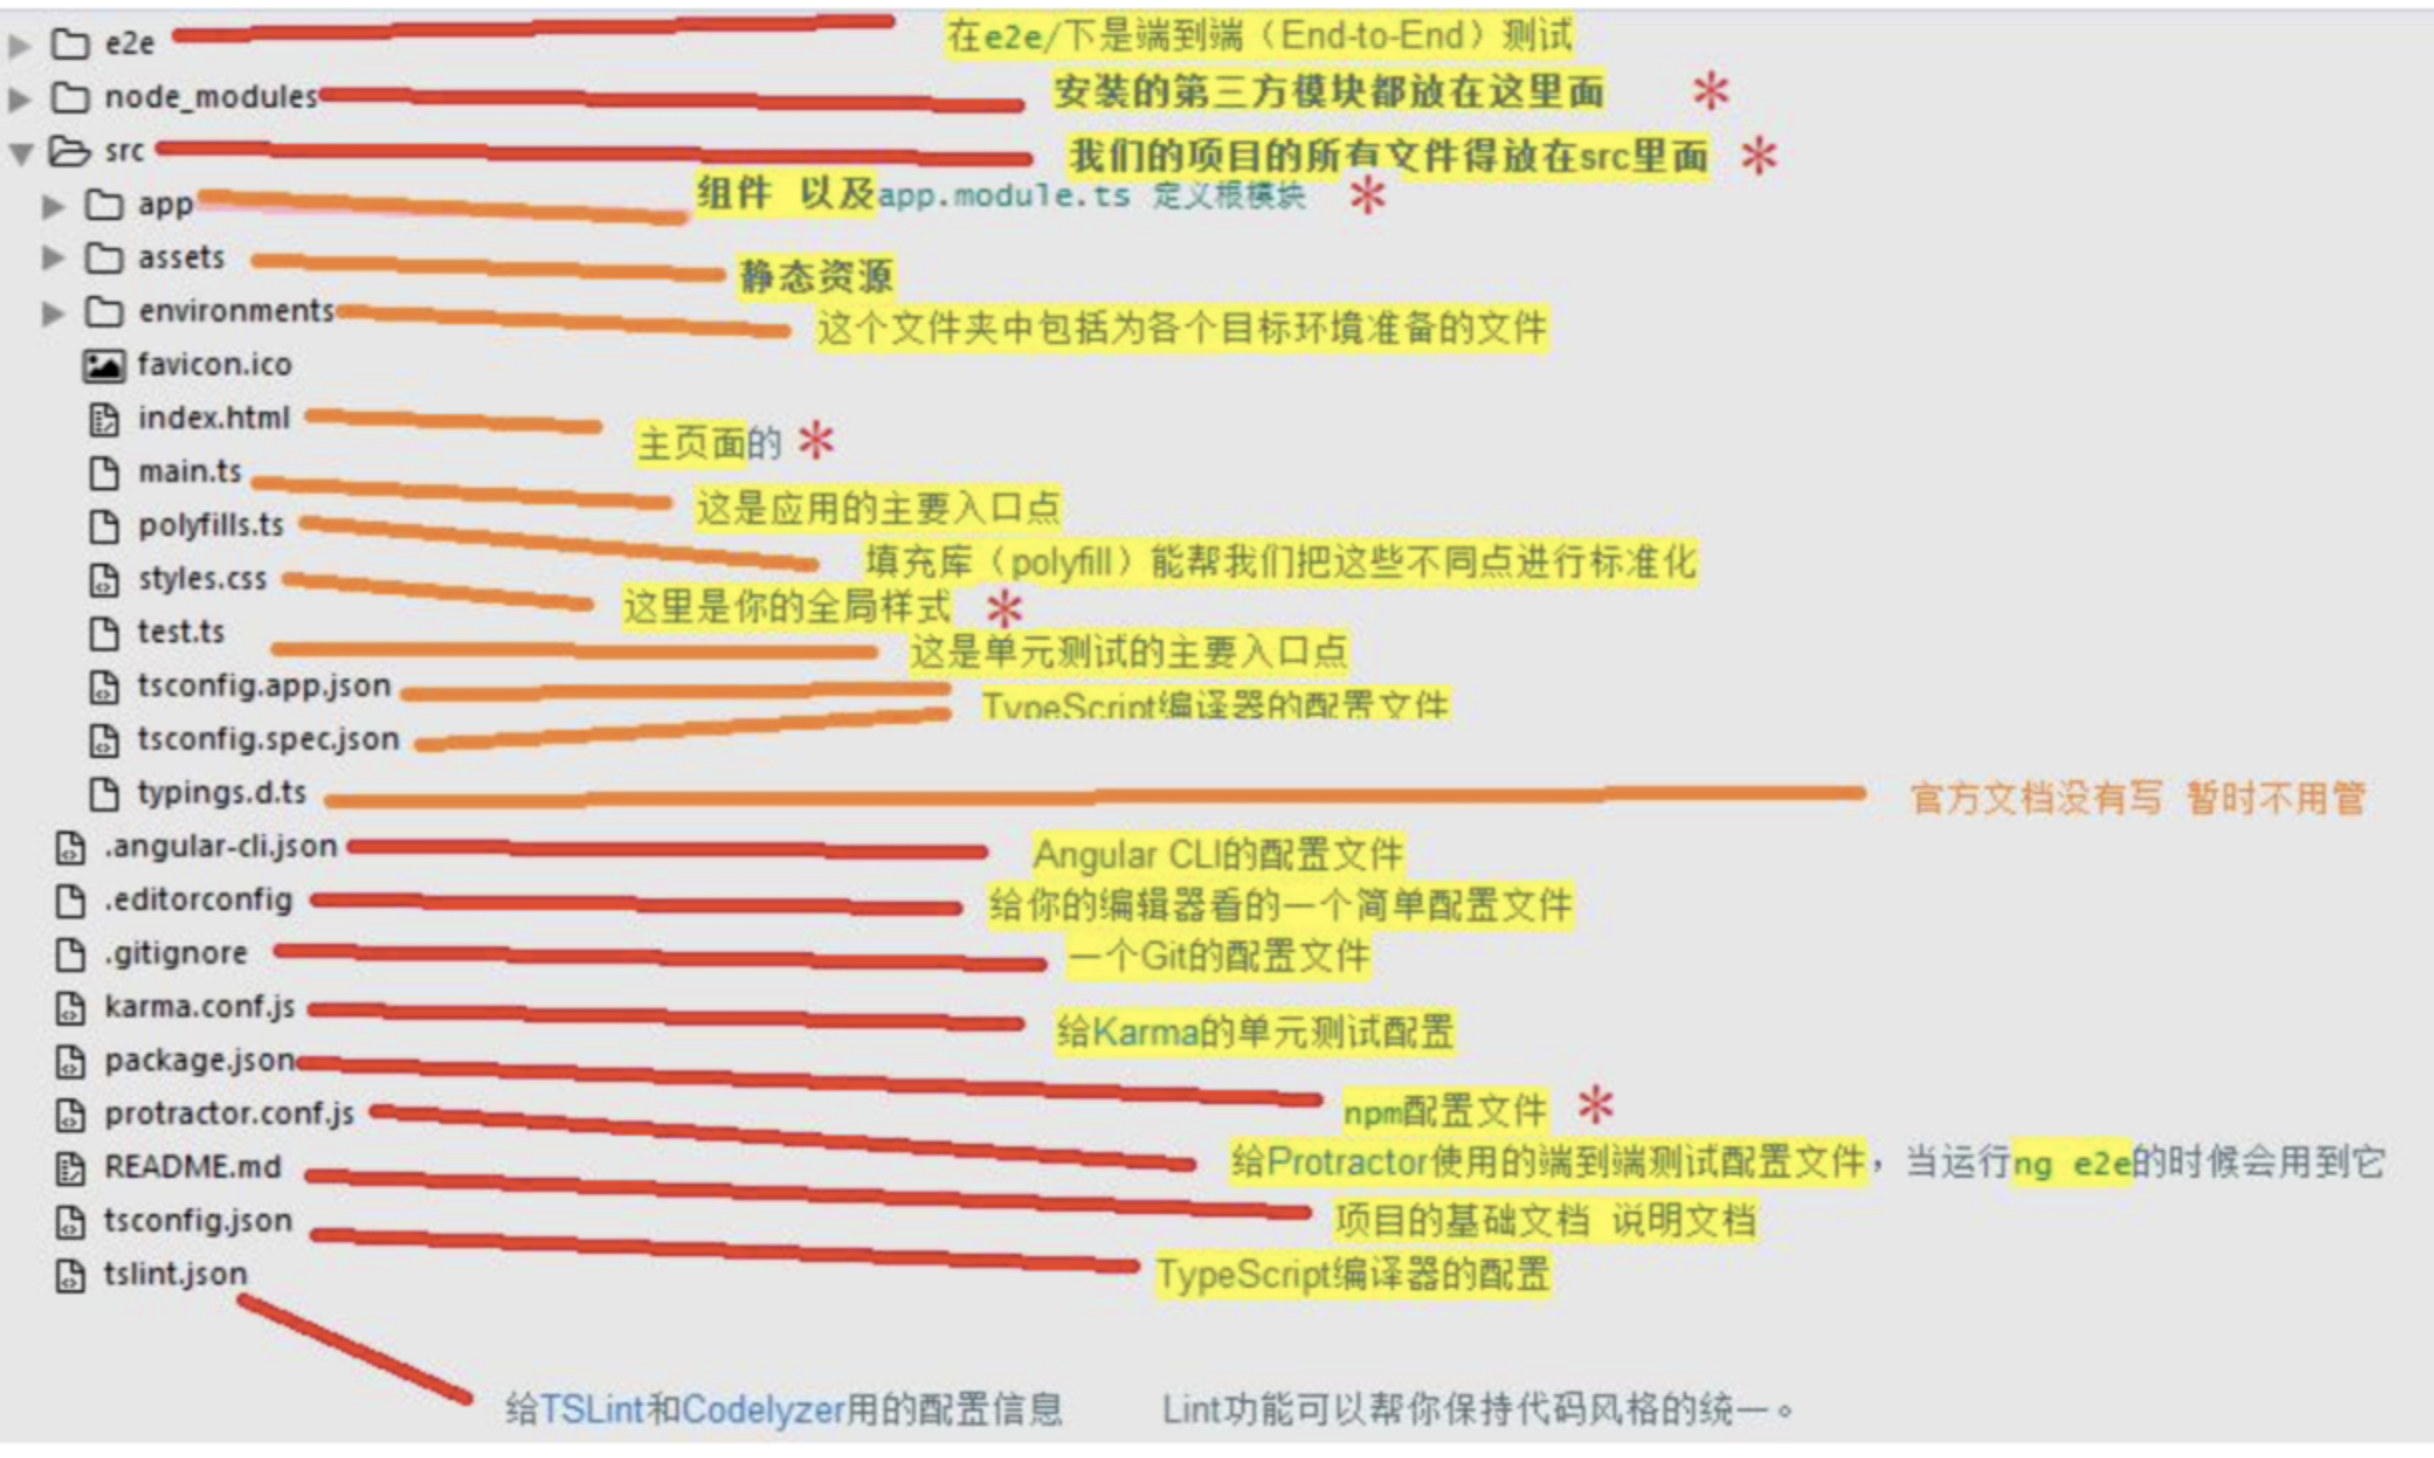 e2e 在e2e/下是端到端（End-to-End）测试
node_modules 安装的第三方模块都放在这里面 *
src 我们的项目的所有文件得放在src里面 *
app 组件 以及app.module.ts 定义根模块 *
assets 静态资源
environments 这个文件夹中包括为各个目标环境准备的文件
favicon.ico
index.html 主页面的 *
main.ts 这是应用的主要入口点
polyfills.ts 填充库（polyfill）能帮我们把这些不同点进行标准化
styles.css 这里是你的全局样式 *
test.ts 这是单元测试的主要入口点
tsconfig.app.json TypeScript编译器的配置文件
tsconfig.spec.json
typings.d.ts 官方文档没有写 暂时不用管
.angular-cli.json Angular CLI的配置文件
.editorconfig 给你的编辑器看的一个简单配置文件
.gitignore 一个Git的配置文件
karma.conf.js 给Karma的单元测试配置
package.json npm配置文件 *
protractor.conf.js 给Protractor使用的端到端测试配置文件，当运行ng e2e的时候会用到它
README.md 项目的基础文档 说明文档
tsconfig.json TypeScript编译器的配置
tslint.json
给TSLint和Codelyzer用的配置信息 Lint功能可以帮你保持代码风格的统一。